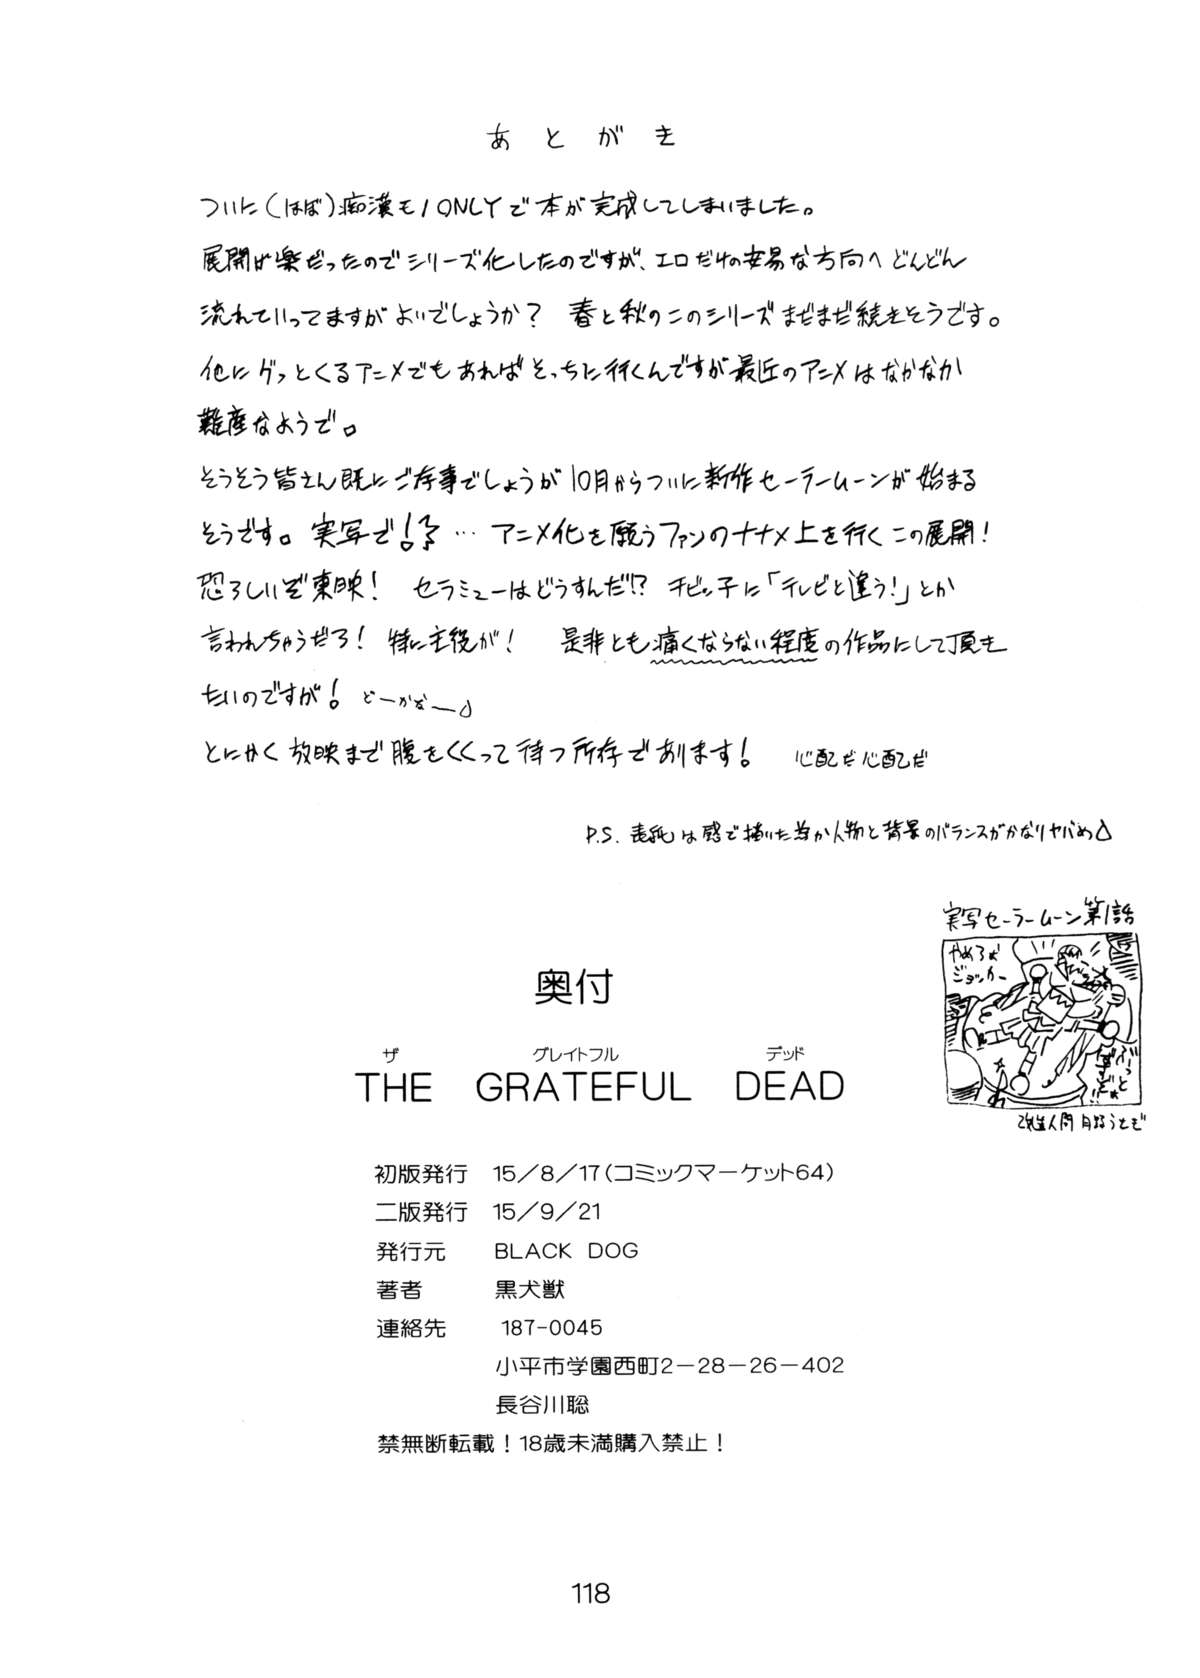 あとがき
ついに(ほぼ)痴漢モノONLYで本が完成してしまいました。
展開が楽だったのでシリーズ化したのですが、エロだけの安易な方向へどんどん
流れていってますがよいでしょうか？ 春と秋のこのシリーズまだまだ続きそうです。
他にグッとくるアニメでもあればそっちに行くんですが最近のアニメはなかなか
難産なようで。
そうそう皆さん既にご存事でしょうが10月からついに新作セーラームーンが始まる
そうです。実写で!? … アニメ化を願うファンのナナメ上を行くこの展開!
恐ろしいぞ東映! セラミューはどうすんだ!? チビッ子に「テレビと違う!」とか
言われちゃうだろ! 特に主役が! 是非とも痛くならない程度の作品にして頂き
たいのですが! どーかなー
とにかく放映まで腹をくくって待つ所存であります! 心配だ心配だ
P.S. 表紙は感で描いた為か人物と背景のバランスがかなりヤバめ
実写セーラームーン第1話
やめろォ
ジョッカー
改造人間 月野うさぎ
奥付
ザ グレイトフル デッド
THE GRATEFUL DEAD
初版発行 15／8／17(コミックマーケット64)
二版発行 15／9／21
発行元 BLACK DOG
著者 黒犬獣
連絡先 187-0045
小平市学園西町2－28－26－402
長谷川聡
禁無断転載！18歳未満購入禁止！
118